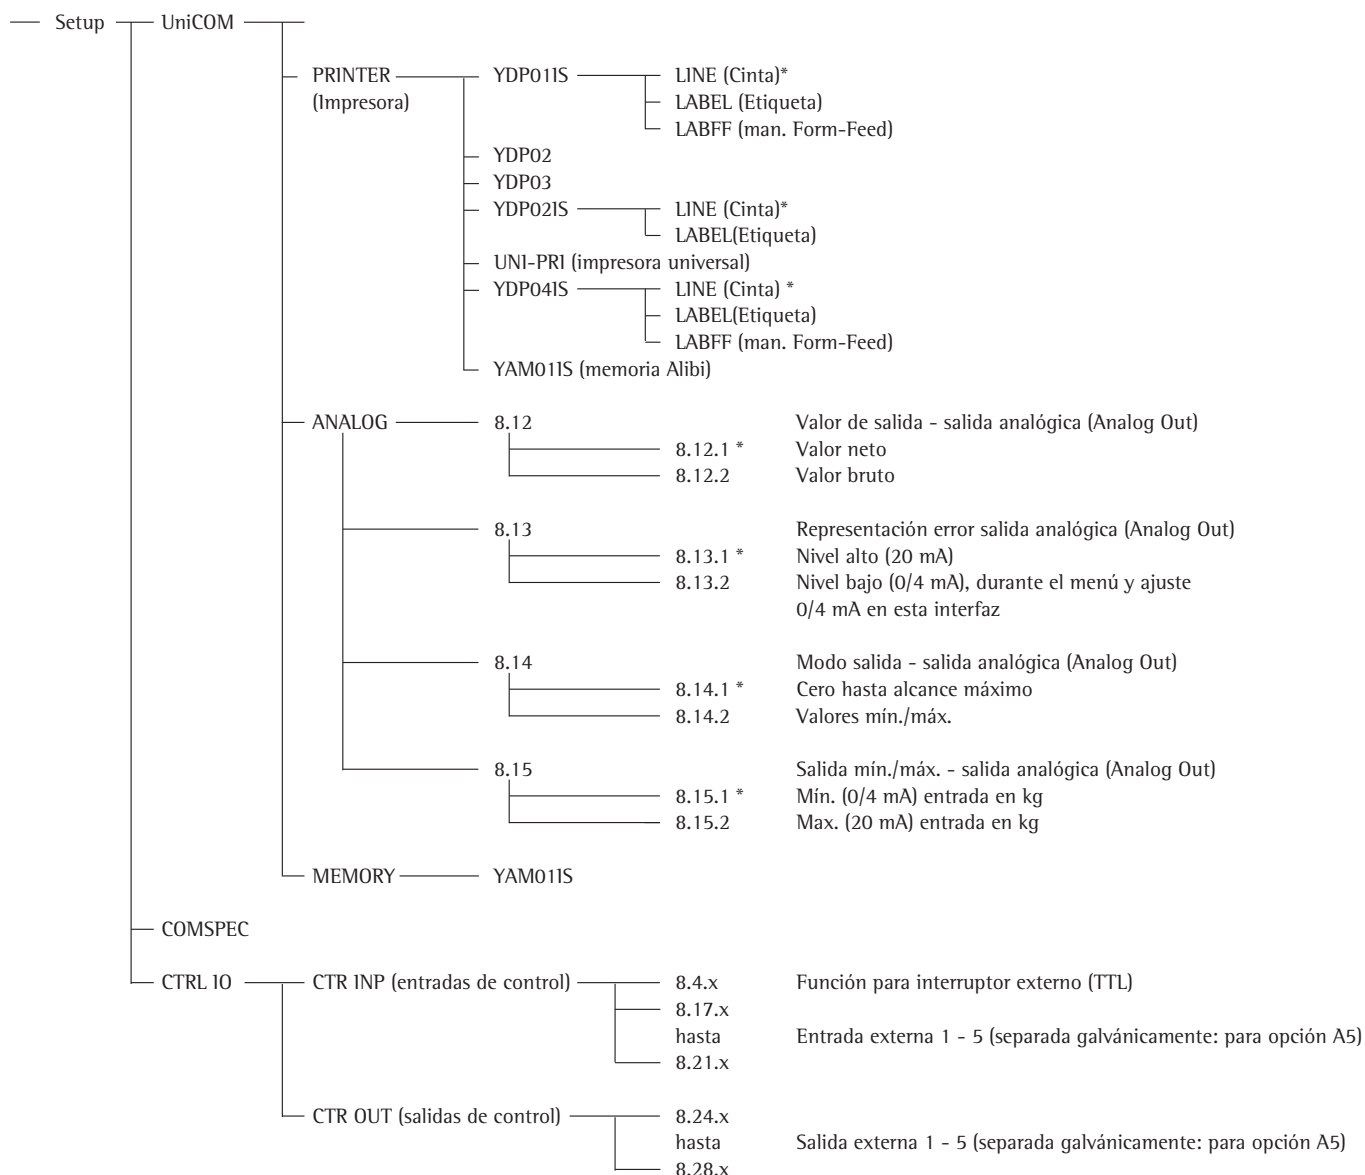 Setup UniCOM
PRINTER YDP01IS LINE (Cinta)*
(Impresora) LABEL (Etiqueta)
LABFF (man. Form-Feed)
YDP02
YDP03
YDP02IS LINE (Cinta)*
LABEL(Etiqueta)
UNI-PRI (impresora universal)
YDP04IS LINE (Cinta) *
LABEL(Etiqueta)
LABFF (man. Form-Feed)
YAM01IS (memoria Alibi)
ANALOG 8.12 Valor de salida - salida analógica (Analog Out)
8.12.1 * Valor neto
8.12.2 Valor bruto
8.13 Representación error salida analógica (Analog Out)
8.13.1 * Nivel alto (20 mA)
8.13.2 Nivel bajo (0/4 mA), durante el menú y ajuste
0/4 mA en esta interfaz
8.14 Modo salida - salida analógica (Analog Out)
8.14.1 * Cero hasta alcance máximo
8.14.2 Valores mín./máx.
8.15 Salida mín./máx. - salida analógica (Analog Out)
8.15.1 * Mín. (0/4 mA) entrada en kg
8.15.2 Max. (20 mA) entrada en kg
MEMORY YAM01IS
COMSPEC
CTRL IO CTR INP (entradas de control) 8.4.x Función para interruptor externo (TTL)
8.17.x
hasta Entrada externa 1 - 5 (separada galvánicamente: para opción A5)
8.21.x
CTR OUT (salidas de control) 8.24.x
hasta Salida externa 1 - 5 (separada galvánicamente: para opción A5)
8.28.x